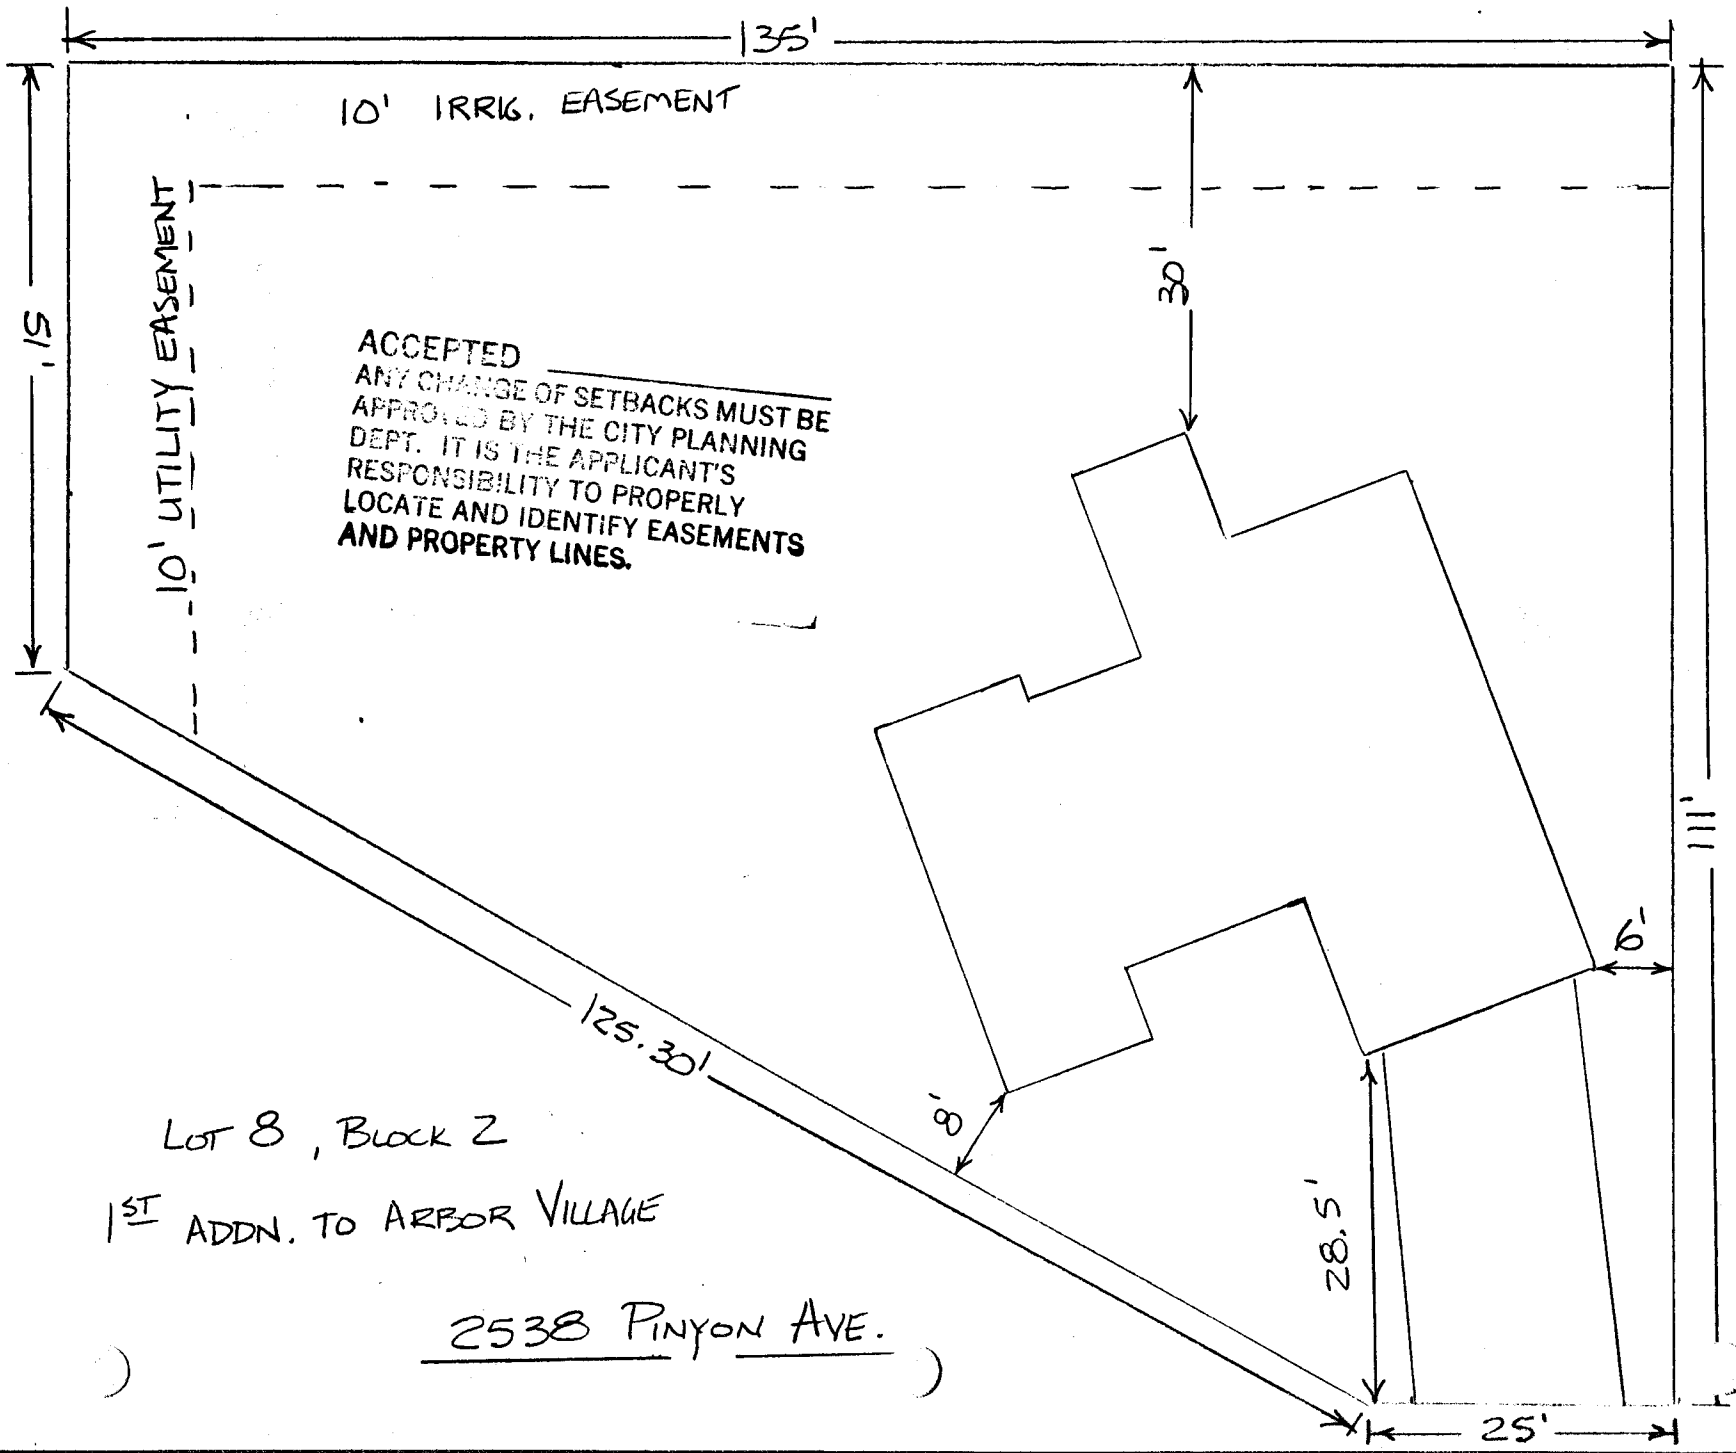 135'
10' IRRIG. EASEMENT
10' UTILITY EASEMENT
51'
30'
ACCEPTED
ANY CHANGE OF SETBACKS MUST BE
APPROVED BY THE CITY PLANNING
DEPT. IT IS THE APPLICANT'S
RESPONSIBILITY TO PROPERLY
LOCATE AND IDENTIFY EASEMENTS
AND PROPERTY LINES.
111'
6'
125.30'
8'
28.5'
LOT 8, BLOCK 2
1ST ADDN. TO ARBOR VILLAGE
2538 PINYON AVE.
25'